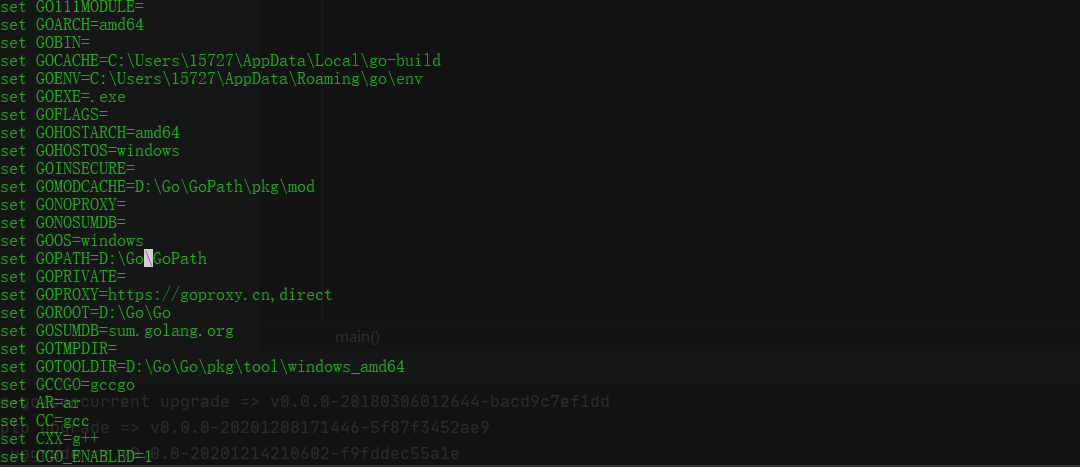 set GO111MODULE=
set GOARCH=amd64
set GOBIN=
set GOCACHE=C:\Users\15727\AppData\Local\go-build
set GOENV=C:\Users\15727\AppData\Roaming\go\env
set GOEXE=.exe
set GOFLAGS=
set GOHOSTARCH=amd64
set GOHOSTOS=windows
set GOINSECURE=
set GOMODCACHE=D:\Go\GoPath\pkg\mod
set GONOPROXY=
set GONOSUMDB=
set GOOS=windows
set GOPATH=D:\Go\GoPath
set GOPRIVATE=
set GOPROXY=https://goproxy.cn,direct
set GOROOT=D:\Go\Go
set GOSUMDB=sum.golang.org
main()
set GOTMPDIR=
set GOTOOLDIR=D:\Go\Go\pkg\tool\windows_amd64
set GCCGO=gccgo
set AR=ar
current upgrade => v0.0.0-20180306012644-bacd9c7ef1dd
set CC=gcc
=> v0.0.0-20201208171446-5f87f3452ae9
set CXX=g++
set CGO_ENABLED=1
0.0-20201214210602-f9fddec55a1e